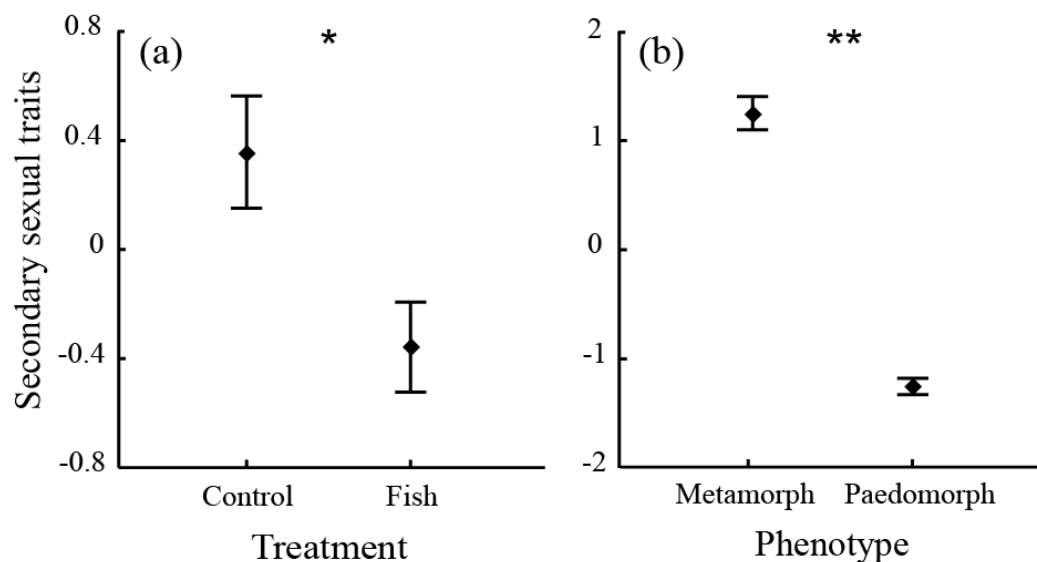 Secondary sexual traits
(a)
*
0.8
0.4
0
-0.4
-0.8
Control
Fish
Treatment
(b)
**
2
1
0
-1
-2
Metamorph
Paedomorph
Phenotype